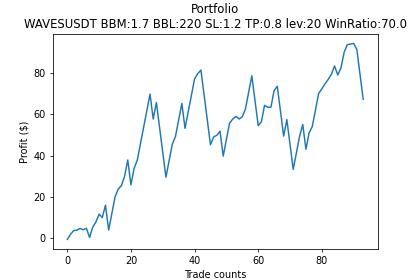 Portfolio
WAVESUSDT BBM:1.7 BBL:220 SL:1.2 TP:0.8 lev:20 WinRatio:70.0
Profit ($)
80
60
40
20
0
0 20 40 60 80
Trade counts